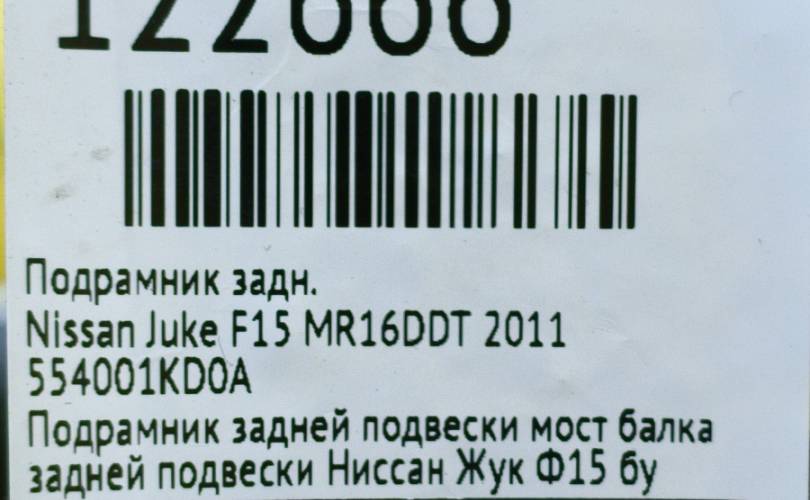 122666
Подрамник задн.
Nissan Juke F15 MR16DDT 2011
554001KD0A
Подрамник задней подвески мост балка
задней подвески Ниссан Жук Ф15 бу